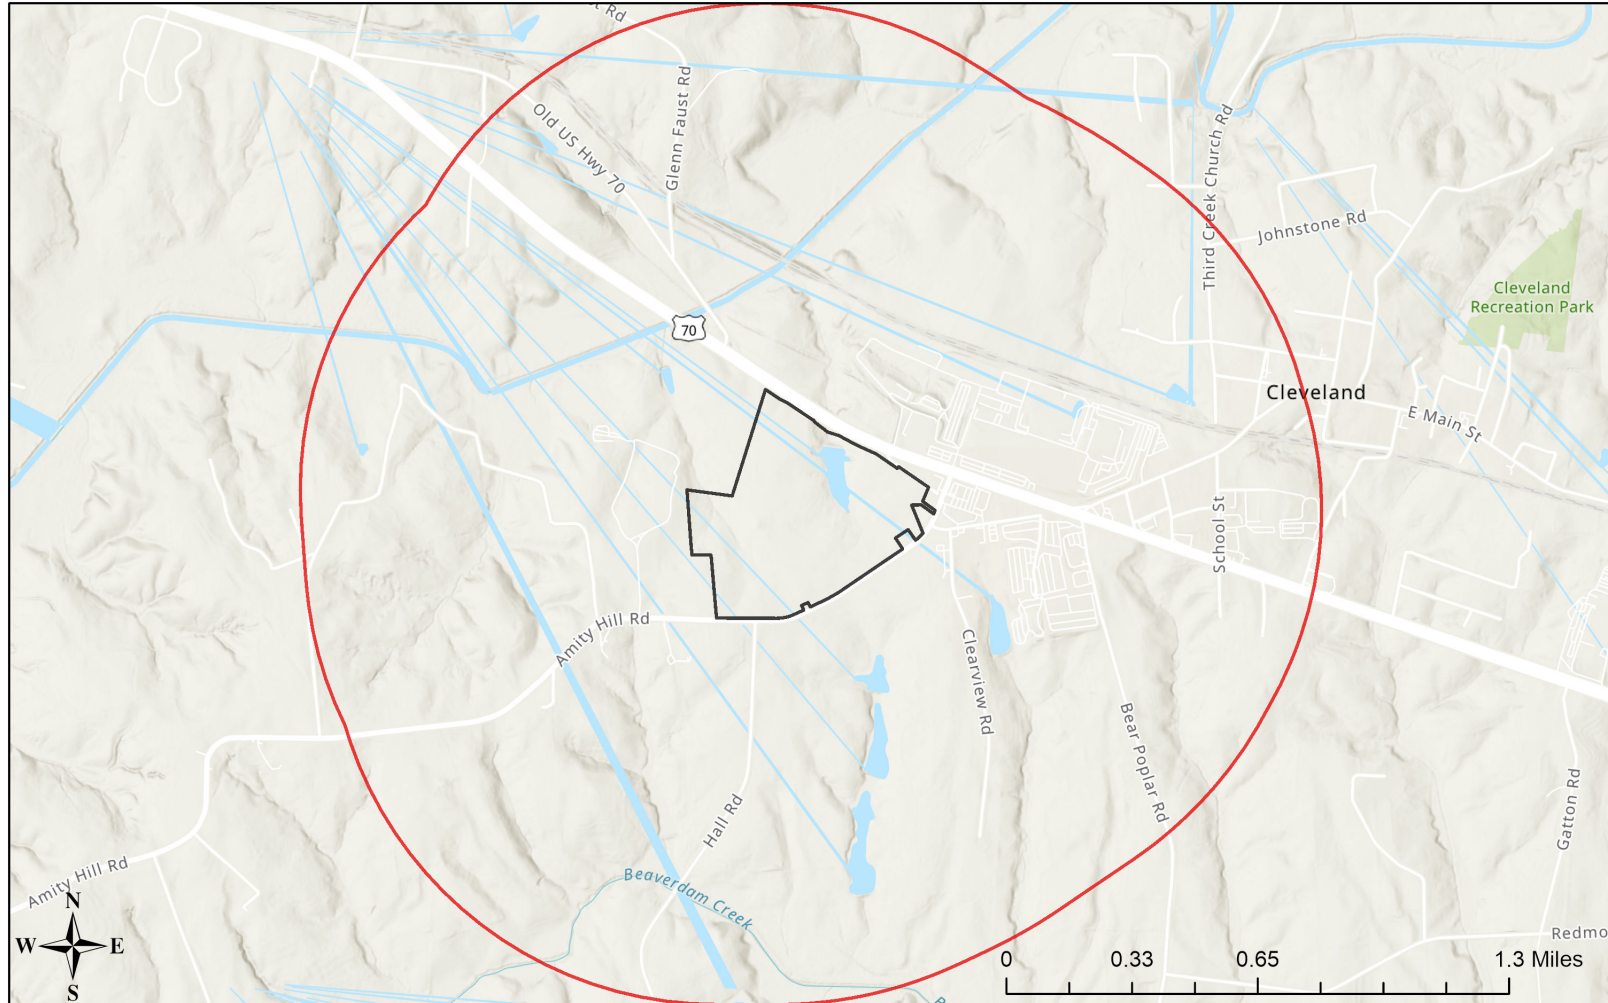 t Rd
Old US Hwy 70
Glenn Faust Rd
Third Creek Church Rd
Johnstone Rd
Cleveland
Recreation Park
70
Cleveland
E Main St
School St
Amity Hill Rd
Clearview Rd
Bear Poplar Rd
Hall Rd
Gatton Rd
Amity Hill Rd
Beaverdam Creek
N
W E
S
Redmo
0 0.33 0.65 1.3 Miles